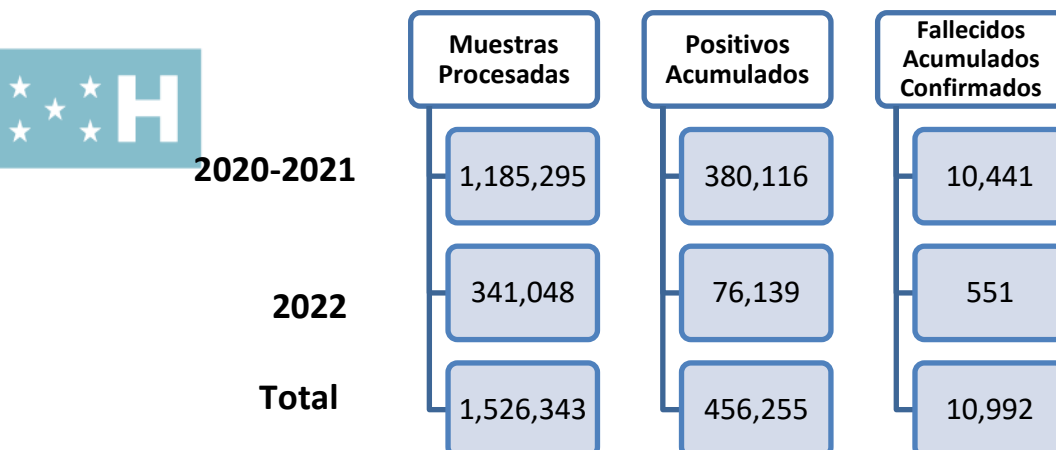 Muestras
Procesadas
Positivos
Acumulados
Fallecidos
Acumulados
Confirmados
H
2020-2021
1,185,295
380,116
10,441
2022
341,048
76,139
551
Total
1,526,343
456,255
10,992